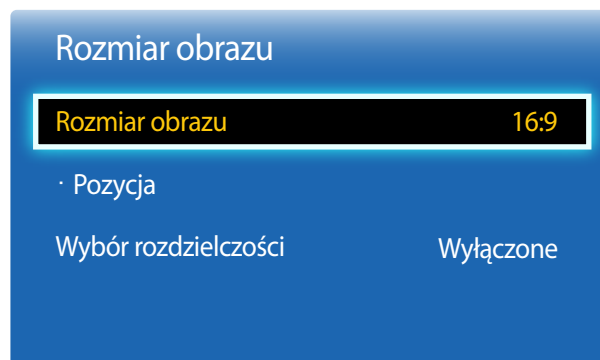 Rozmiar obrazu
Rozmiar obrazu 16:9
· Pozycja
Wybór rozdzielczości Wyłączone